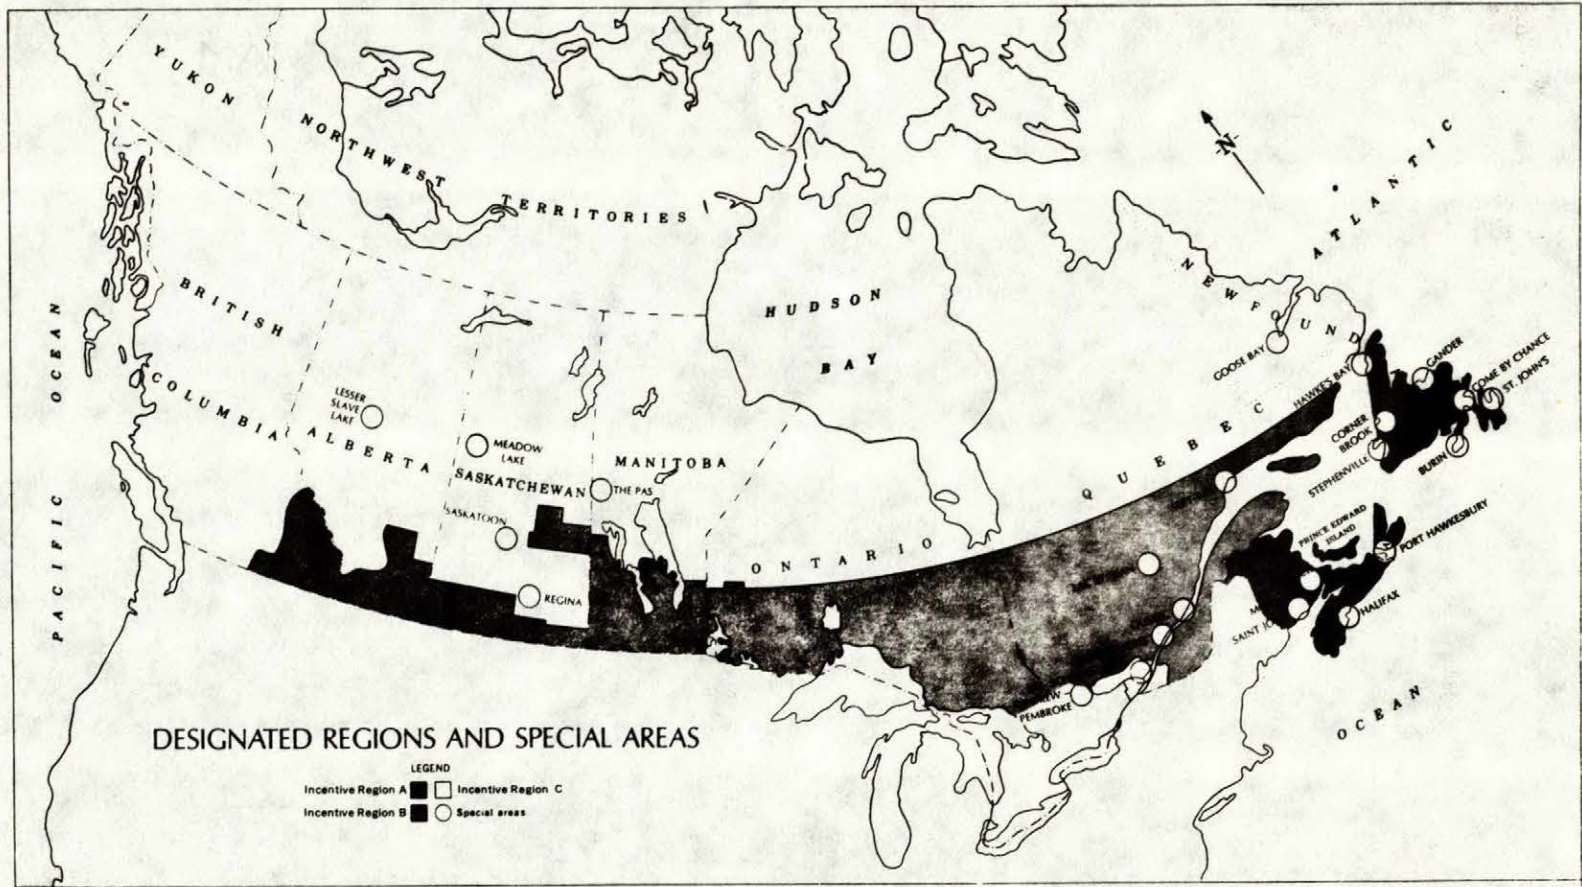 YUKON
NORTHWEST
TERRITORIES
-N-
ATLANTIC
PACIFIC
OCEAN
BRITISH
COLUMBIA
HUDSON
BAY
NEWFOUND
GOOSE BAY
HAWKE'S BAY
GANDER
COME BY CHANCE
ST. JOHN'S
LESSER
SLAVE
LAKE
ALBERTA
MEADOW
LAKE
SASKATCHEWAN
MANITOBA
THE PAS
SASKATOON
REGINA
ONTARIO
QUEBEC
CORNER
BROOK
STEPHENVILLE
BURIN
PRINCE EDWARD
ISLAND
PORT HAWKESBURY
HALIFAX
SAINT JO
PEMBROKE
OCEAN
DESIGNATED REGIONS AND SPECIAL AREAS
LEGEND
Incentive Region A
Incentive Region C
Incentive Region B
Special areas